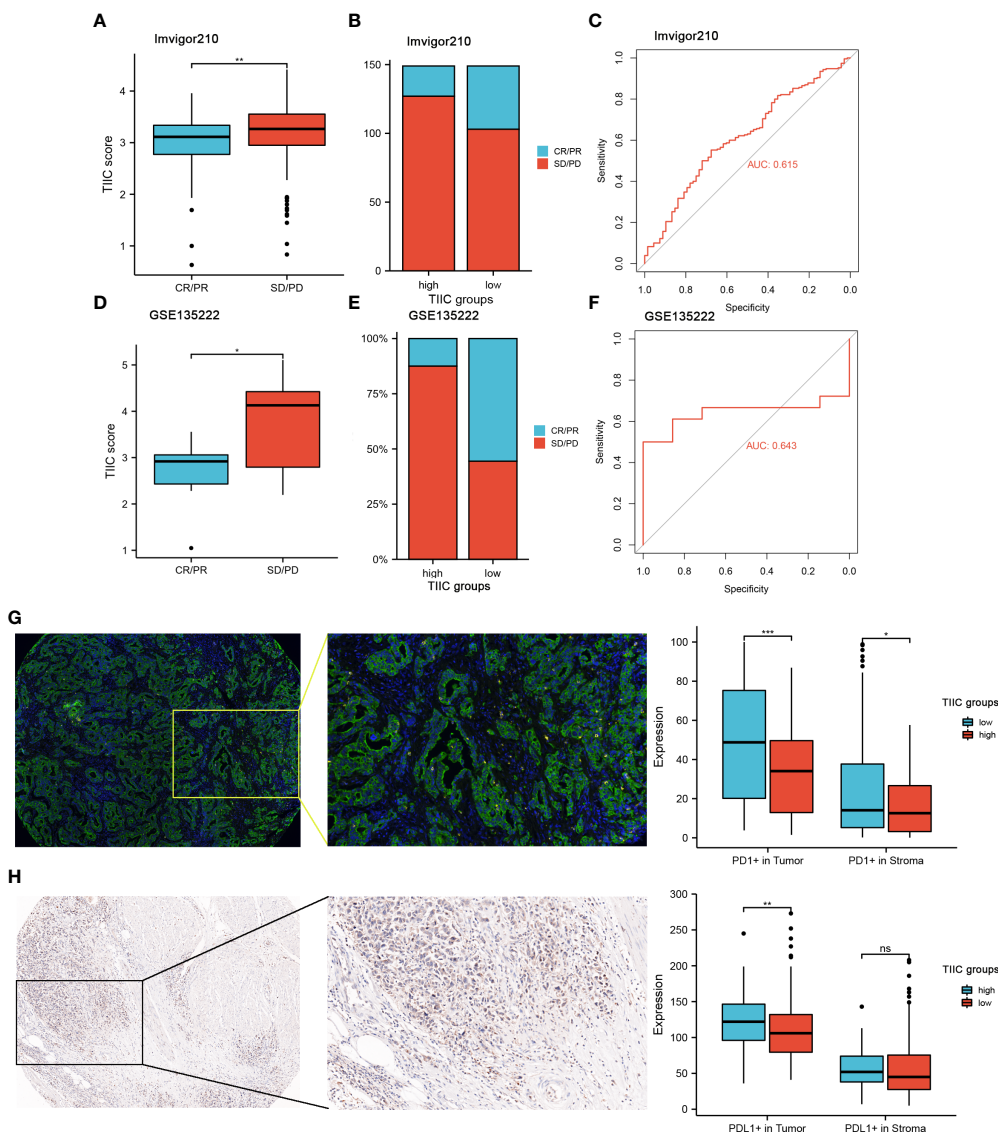 A
Imvigor210
**
TIIC score
4
3
2
1
CR/PR
SD/PD
B
Imvigor210
150
100
50
0
high
low
TIIC groups
CR/PR
SD/PD
C
Imvigor210
Sensitivity
1.0
0.8
0.6
0.4
0.2
0.0
AUC: 0.615
1.0 0.8 0.6 0.4 0.2 0.0
Specificity
D
GSE135222
*
TIIC score
5
4
3
2
1
CR/PR
SD/PD
E
GSE135222
100%
75%
50%
25%
0%
high
low
TIIC groups
CR/PR
SD/PD
F
GSE135222
Sensitivity
1.0
0.8
0.6
0.4
0.2
0.0
AUC: 0.643
1.0 0.8 0.6 0.4 0.2 0.0
Specificity
G
Expression
100
80
60
40
20
0
***
*
PD1+ in Tumor
PD1+ in Stroma
TIIC groups
low
high
H
Expression
300
250
200
150
100
50
0
**
ns
PDL1+ in Tumor
PDL1+ in Stroma
TIIC groups
high
low